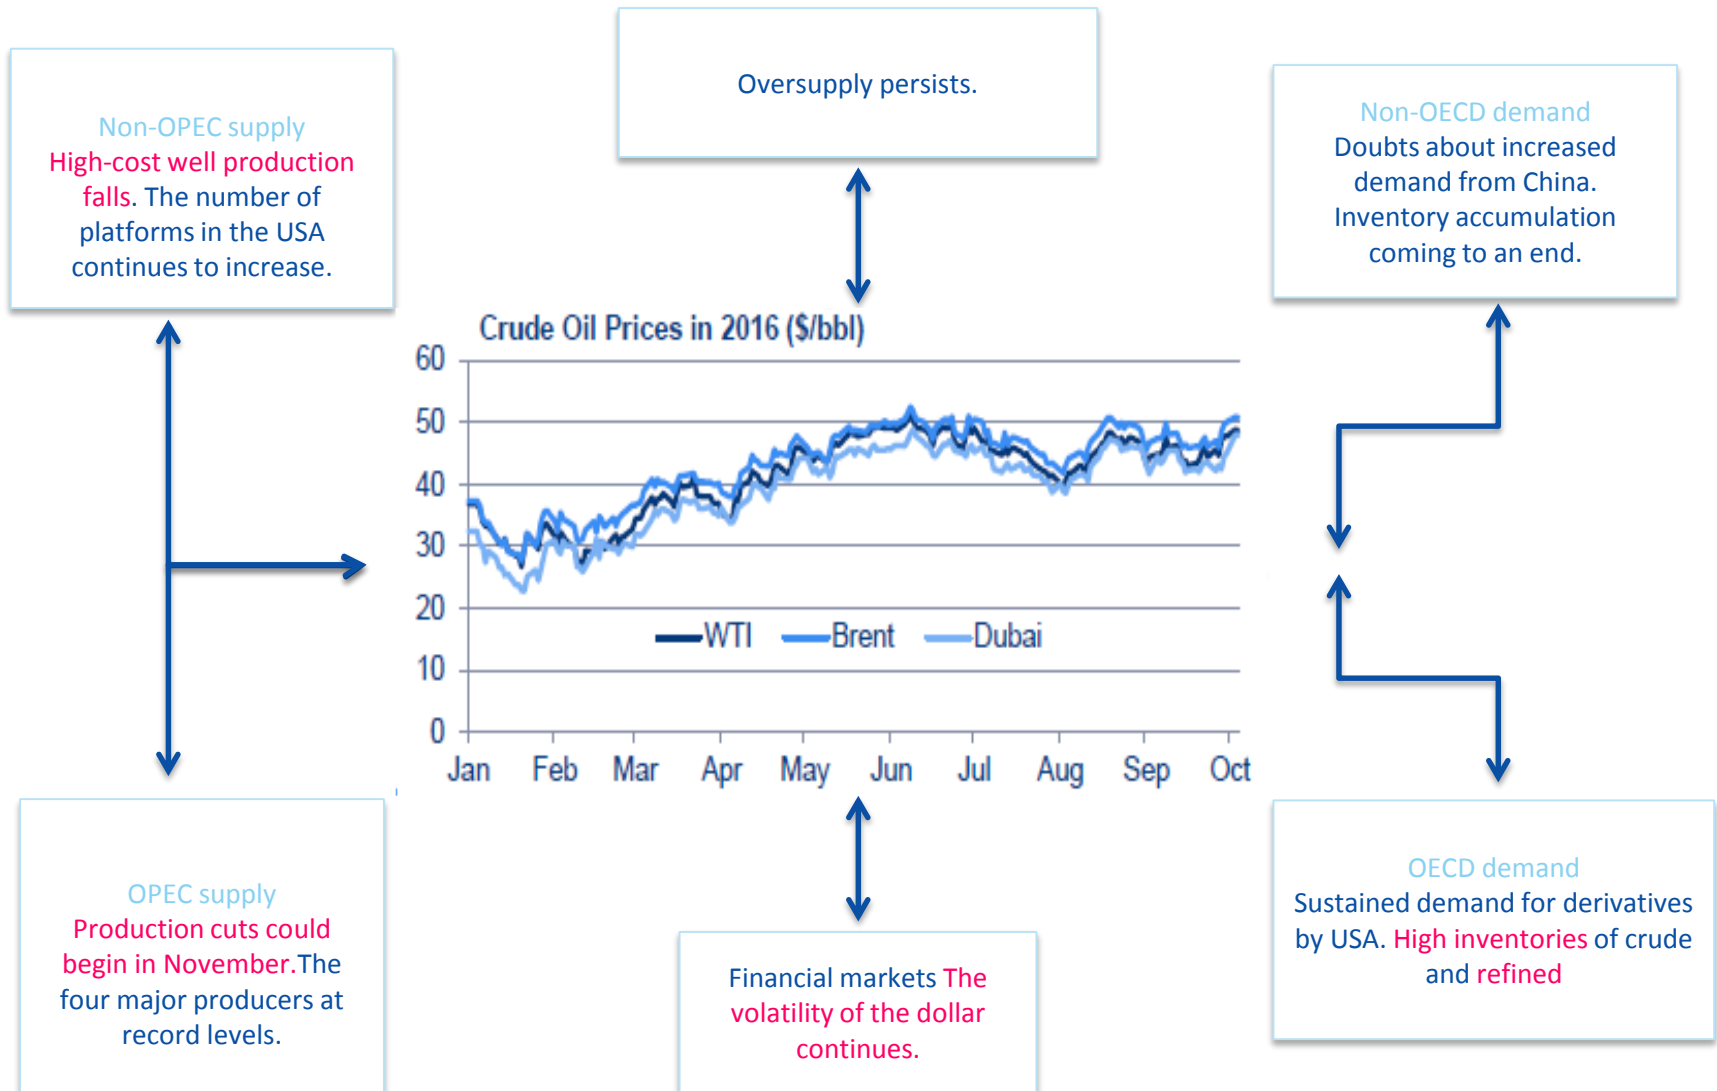 Oversupply persists.
Non-OPEC supply
High-cost well production
falls. The number of
platforms in the USA
continues to increase.
Non-OECD demand
Doubts about increased
demand from China.
Inventory accumulation
coming to an end.
Crude Oil Prices in 2016 ($/bbl)
60
50
40
30
20
10
0
WTI Brent Dubai
Jan Feb Mar Apr May Jun Jul Aug Sep Oct
OPEC supply
Production cuts could
begin in November.The
four major producers at
record levels.
Financial markets The
volatility of the dollar
continues.
OECD demand
Sustained demand for derivatives
by USA. High inventories of crude
and refined